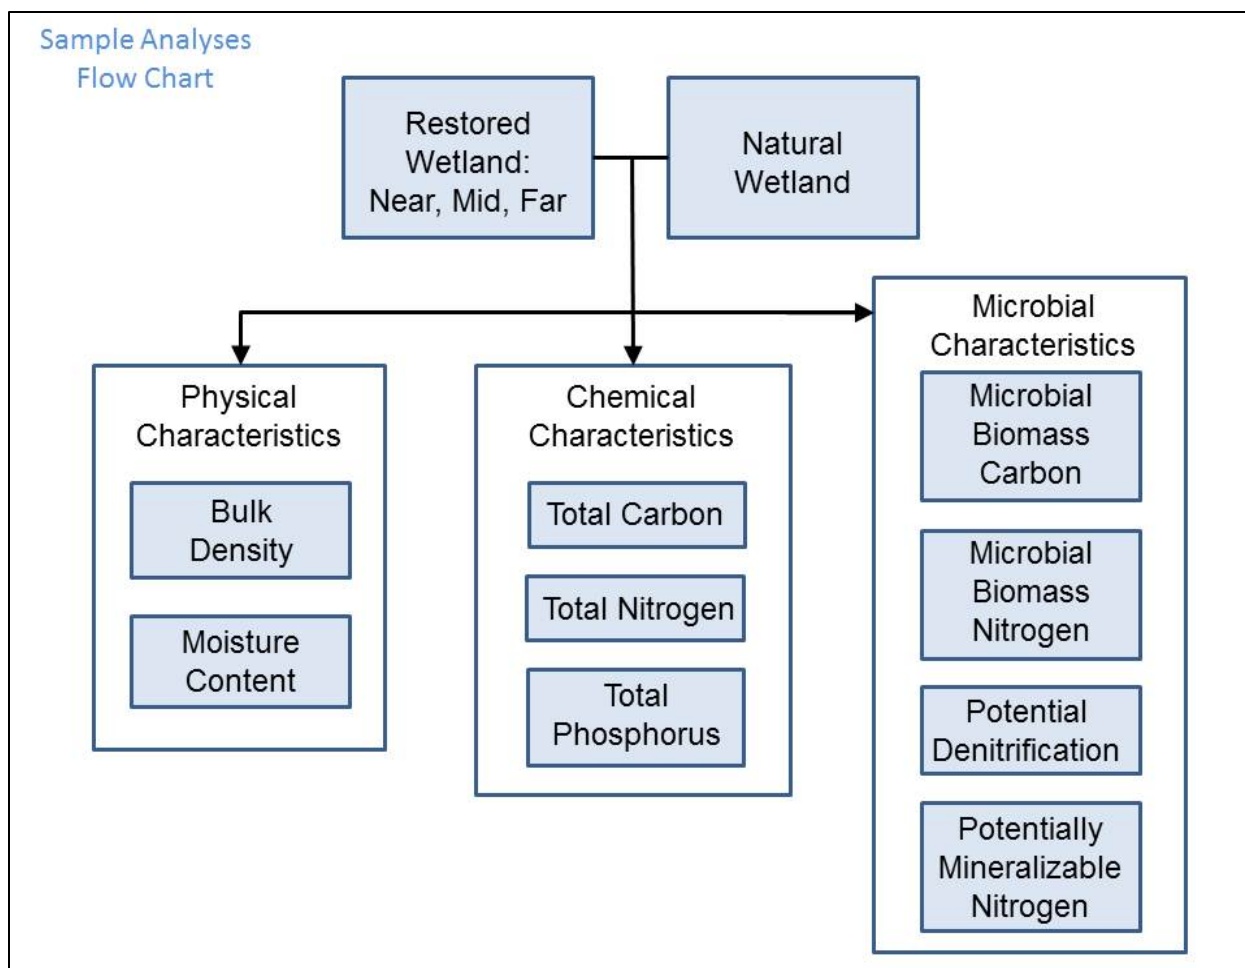 Sample Analyses
Flow Chart
Restored
Wetland:
Near, Mid, Far
Natural
Wetland
Physical
Characteristics
Bulk
Density
Moisture
Content
Chemical
Characteristics
Total Carbon
Total Nitrogen
Total
Phosphorus
Microbial
Characteristics
Microbial
Biomass
Carbon
Microbial
Biomass
Nitrogen
Potential
Denitrification
Potentially
Mineralizable
Nitrogen